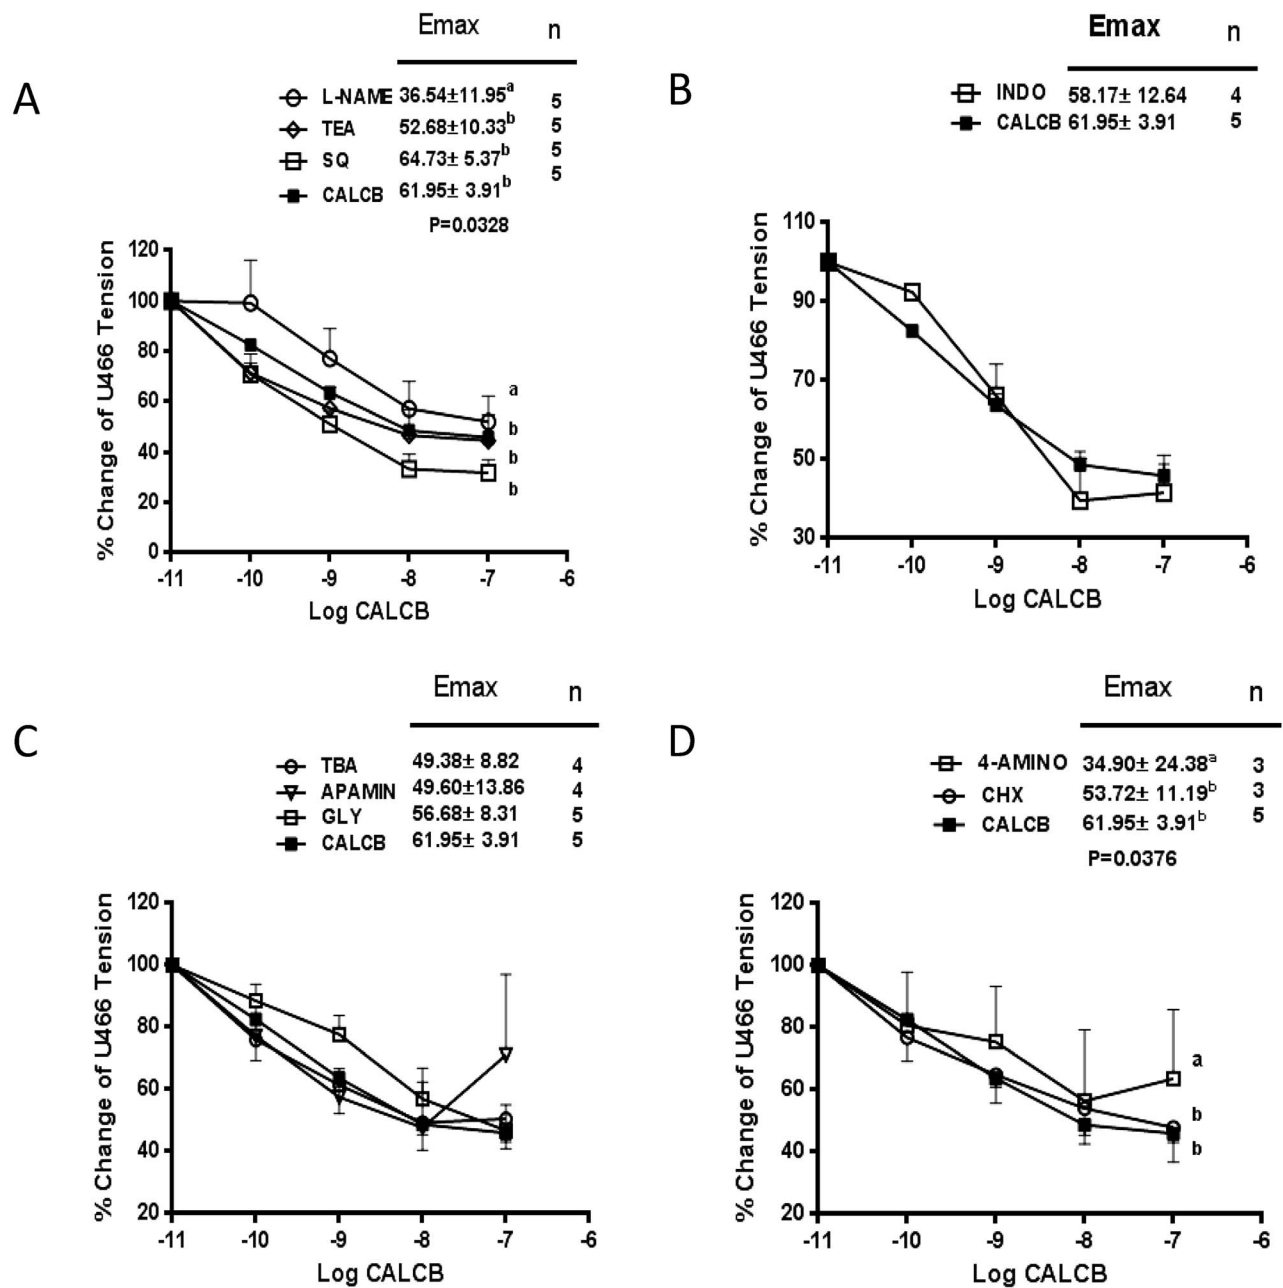 A
Emax n
L-NAME 36.54±11.95a 5
TEA 52.68±10.33b 5
SQ 64.73± 5.37b 5
CALCB 61.95± 3.91b 5
P=0.0328
% Change of U466 Tension
120
100
80
60
40
20
0
a
b
b
b
-11 -10 -9 -8 -7 -6
Log CALCB
B
Emax n
INDO 58.17± 12.64 4
CALCB 61.95± 3.91 5
% Change of U466 Tension
110
90
70
50
30
-11 -10 -9 -8 -7 -6
Log CALCB
C
Emax n
TBA 49.38± 8.82 4
APAMIN 49.60±13.86 4
GLY 56.68± 8.31 5
CALCB 61.95± 3.91 5
% Change of U466 Tension
120
100
80
60
40
20
-11 -10 -9 -8 -7 -6
Log CALCB
D
Emax n
4-AMINO 34.90± 24.38a 3
CHX 53.72± 11.19b 3
CALCB 61.95± 3.91b 5
P=0.0376
% Change of U466 Tension
120
100
80
60
40
20
a
b
b
-11 -10 -9 -8 -7 -6
Log CALCB